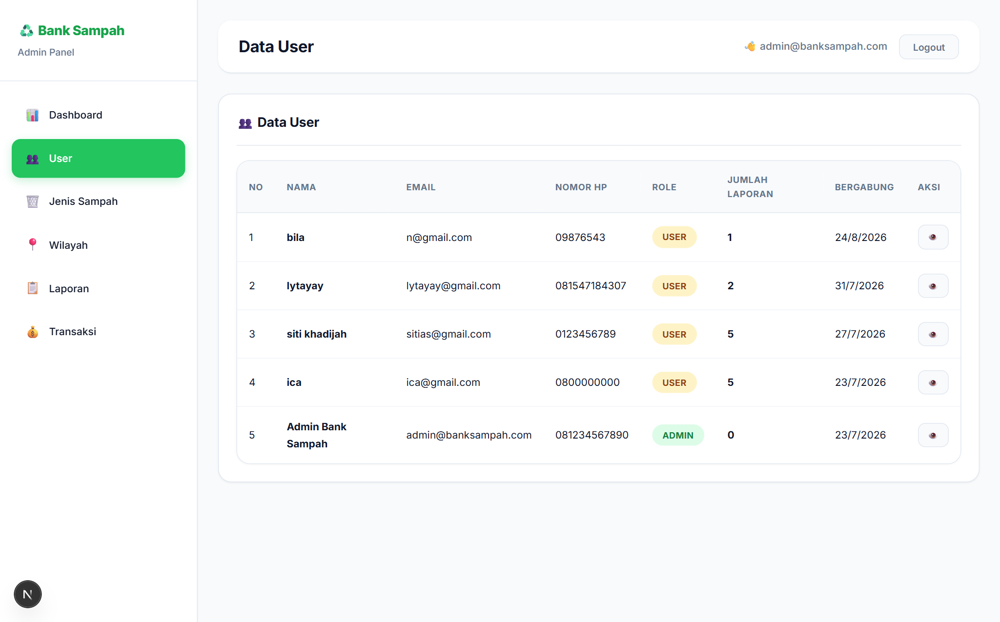 Bank Sampah
Admin Panel
Dashboard
User
Jenis Sampah
Wilayah
Laporan
Transaksi
N
Data User
admin@banksampah.com
Logout
Data User
NO NAMA EMAIL NOMOR HP ROLE JUMLAH LAPORAN BERGABUNG AKSI
1 bila n@gmail.com 09876543 USER 1 24/8/2026
2 lytayay lytayay@gmail.com 081547184307 USER 2 31/7/2026
3 siti khadijah sitias@gmail.com 0123456789 USER 5 27/7/2026
4 ica ica@gmail.com 0800000000 USER 5 23/7/2026
5 Admin Bank Sampah admin@banksampah.com 081234567890 ADMIN 0 23/7/2026